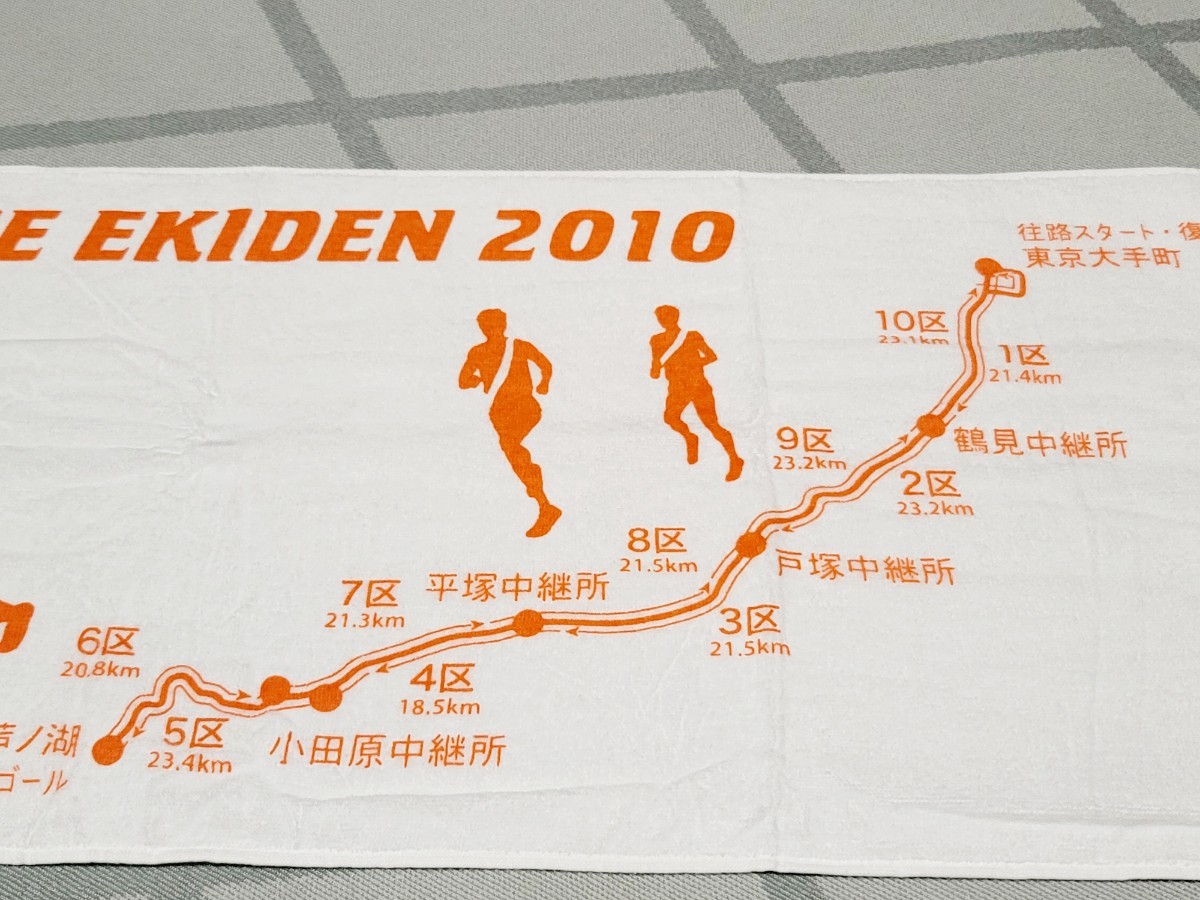 E EKIDEN 2010
往路スタート・復
東京大手町
10区
23.1km
1区
21.4km
鶴見中継所
9区
23.2km
2区
23.2km
8区
21.5km
戸塚中継所
7区
21.3km
平塚中継所
3区
21.5km
6区
20.8km
4区
18.5km
5区
23.4km
小田原中継所
芦ノ湖
ゴール